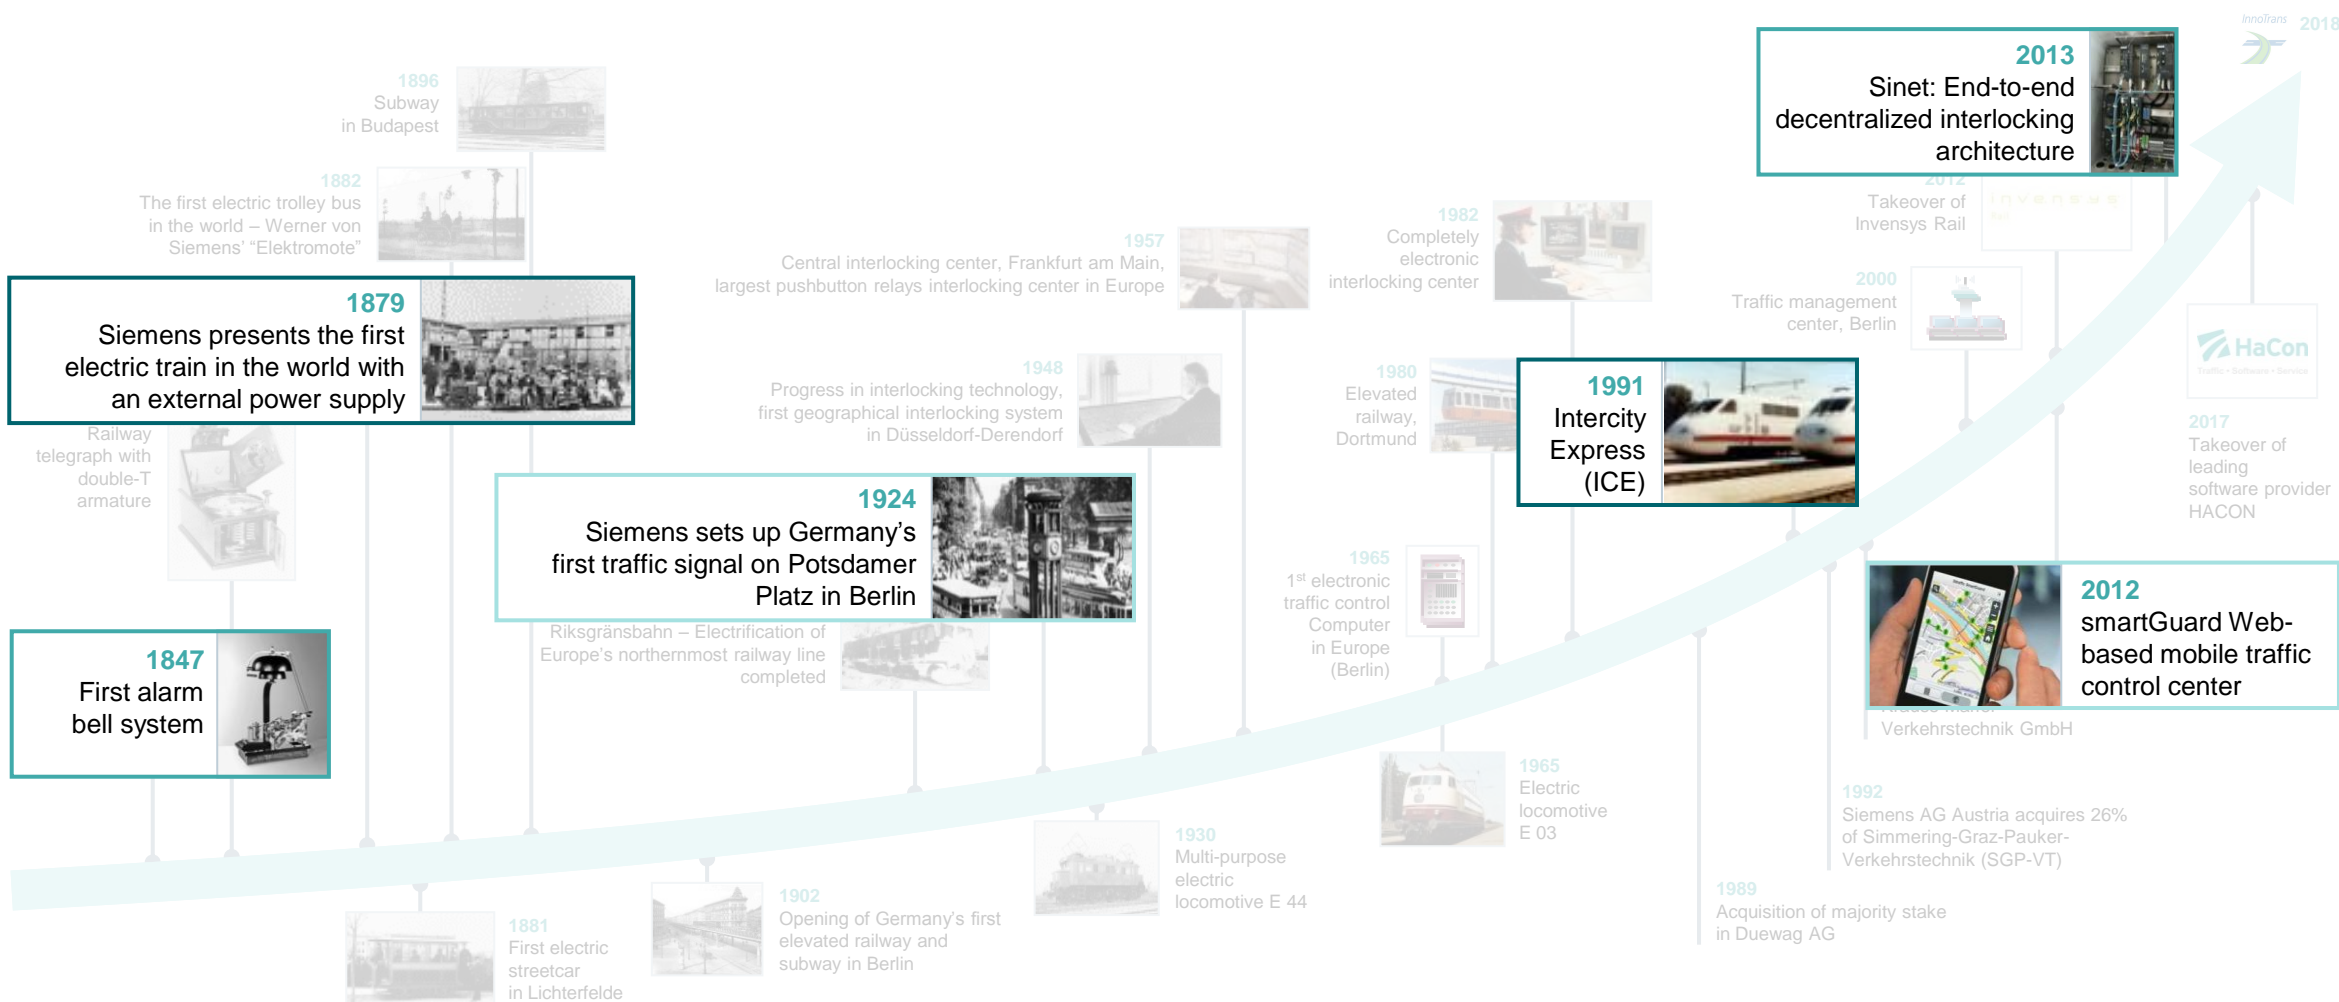 InnoTrans
2018
2013
Sinet: End-to-end
decentralized interlocking
architecture
1896
Subway
in Budapest
1882
The first electric trolley bus
in the world – Werner von
Siemens’ “Elektromote”
1879
Siemens presents the first
electric train in the world with
an external power supply
Railway
telegraph with
double-T
armature
1847
First alarm
bell system
1957
Central interlocking center, Frankfurt am Main,
largest pushbutton relays interlocking center in Europe
1948
Progress in interlocking technology,
first geographical interlocking system
in Düsseldorf-Derendorf
1924
Siemens sets up Germany’s
first traffic signal on Potsdamer
Platz in Berlin
Riksgränsbahn – Electrification of
Europe’s northernmost railway line
completed
1982
Completely
electronic
interlocking center
1980
Elevated
railway,
Dortmund
1991
Intercity
Express
(ICE)
1965
1st electronic
traffic control
Computer
in Europe
(Berlin)
2012
Takeover of
Invensys Rail
invensys
2000
Traffic management
center, Berlin
HaCon
Traffic • Software • Service
2017
Takeover of
leading
software provider
HACON
2012
smartGuard Web-
based mobile traffic
control center
Verkehrstechnik GmbH
1992
Siemens AG Austria acquires 26%
of Simmering-Graz-Pauker-
Verkehrstechnik (SGP-VT)
1989
Acquisition of majority stake
in Duewag AG
1965
Electric
locomotive
E 03
1930
Multi-purpose
electric
locomotive E 44
1902
Opening of Germany’s first
elevated railway and
subway in Berlin
1881
First electric
streetcar
in Lichterfelde